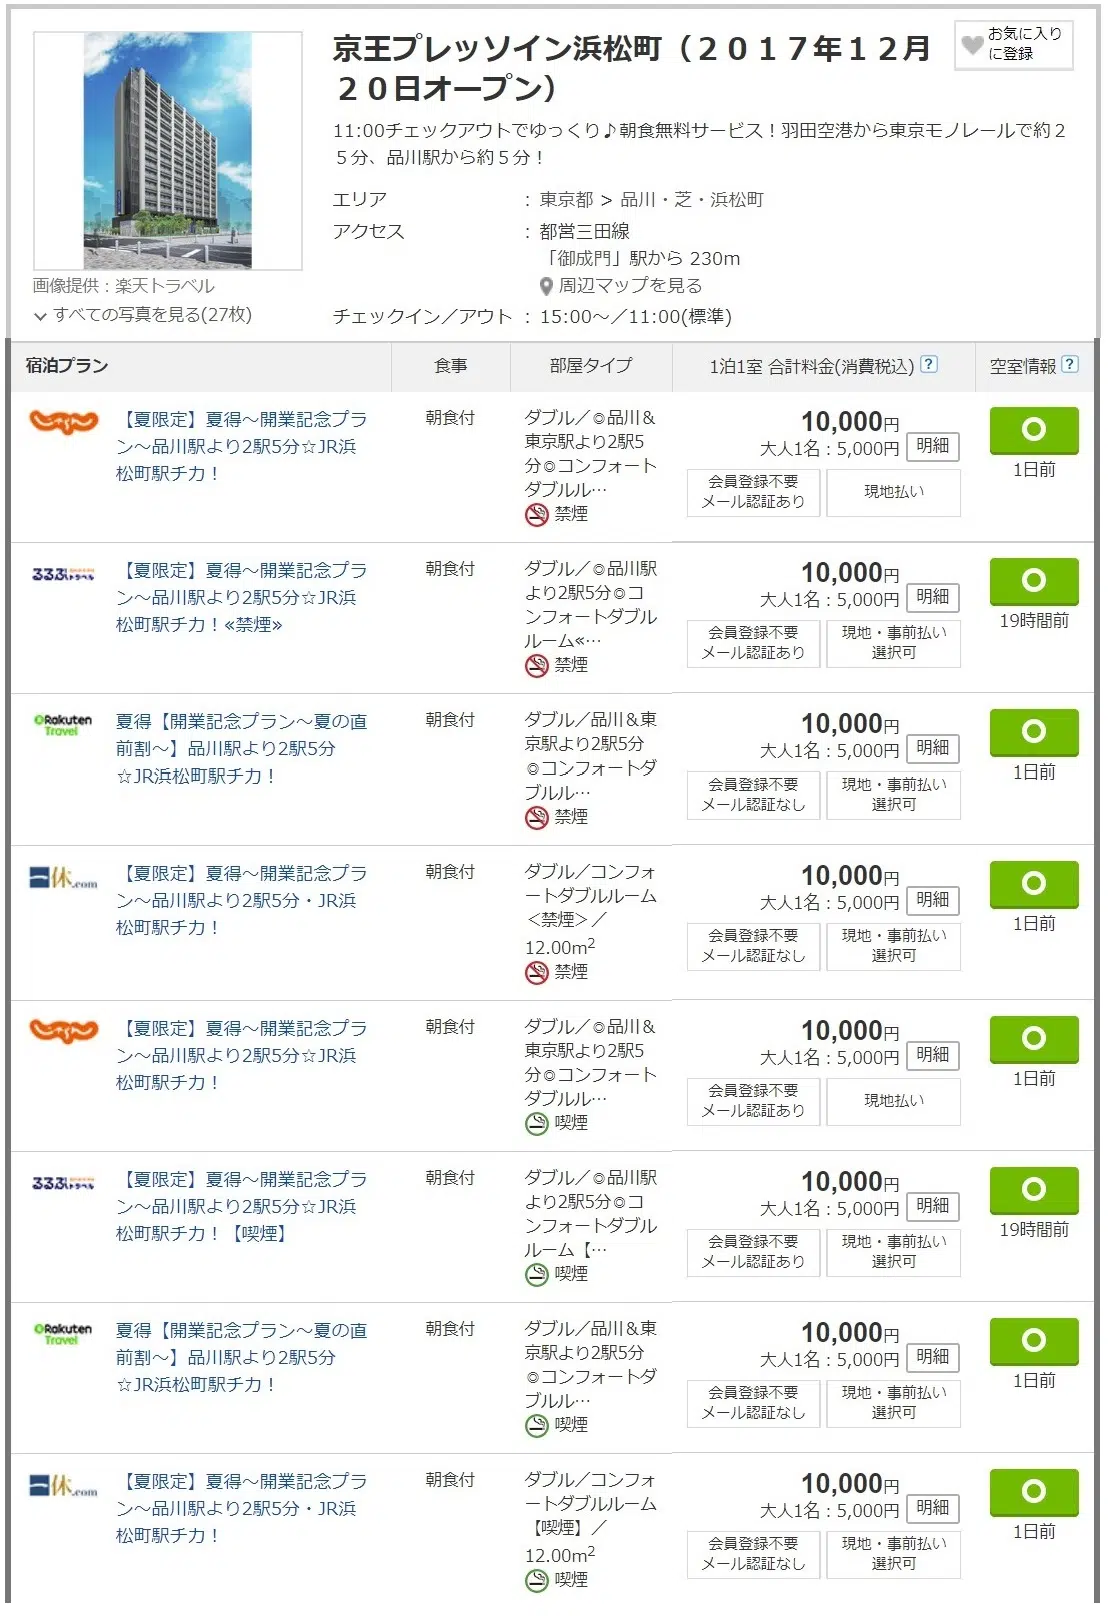 京王プレッソイン浜松町（２０１７年１２月
２０日オープン）
お気に入り
に登録
11:00チェックアウトでゆっくり♪朝食無料サービス！羽田空港から東京モノレールで約２
５分、品川駅から約５分！
エリア ： 東京都 > 品川・芝・浜松町
アクセス ： 都営三田線
「御成門」駅から 230m
周辺マップを見る
チェックイン／アウト ： 15:00～／11:00(標準)
画像提供：楽天トラベル
すべての写真を見る(27枚)
宿泊プラン 食事 部屋タイプ 1泊1室 合計料金(消費税込) ? 空室情報 ?
【夏限定】夏得～開業記念プラ
ン～品川駅より2駅5分☆JR浜
松町駅チカ！
朝食付
ダブル／◎品川＆
東京駅より2駅5
分◎コンフォート
ダブルル…
禁煙
10,000円
大人1名：5,000円 明細
会員登録不要
メール認証あり
現地払い
1日前
るるぶトラベル
【夏限定】夏得～開業記念プラ
ン～品川駅より2駅5分☆JR浜
松町駅チカ！≪禁煙≫
朝食付
ダブル／◎品川駅
より2駅5分◎コ
ンフォートダブル
ルーム≪…
禁煙
10,000円
大人1名：5,000円 明細
会員登録不要
メール認証あり
現地・事前払い
選択可
19時間前
Rakuten
Travel
夏得【開業記念プラン～夏の直
前割～】品川駅より2駅5分
☆JR浜松町駅チカ！
朝食付
ダブル／品川＆東
京駅より2駅5分
◎コンフォートダ
ブルル…
禁煙
10,000円
大人1名：5,000円 明細
会員登録不要
メール認証なし
現地・事前払い
選択可
1日前
一休.com
【夏限定】夏得～開業記念プラ
ン～品川駅より2駅5分・JR浜
松町駅チカ！
朝食付
ダブル／コンフォ
ートダブルルーム
＜禁煙＞／
12.00m2
禁煙
10,000円
大人1名：5,000円 明細
会員登録不要
メール認証なし
現地・事前払い
選択可
1日前
【夏限定】夏得～開業記念プラ
ン～品川駅より2駅5分☆JR浜
松町駅チカ！
朝食付
ダブル／◎品川＆
東京駅より2駅5
分◎コンフォート
ダブルル…
喫煙
10,000円
大人1名：5,000円 明細
会員登録不要
メール認証あり
現地払い
1日前
るるぶトラベル
【夏限定】夏得～開業記念プラ
ン～品川駅より2駅5分☆JR浜
松町駅チカ！【喫煙】
朝食付
ダブル／◎品川駅
より2駅5分◎コ
ンフォートダブル
ルーム【…
喫煙
10,000円
大人1名：5,000円 明細
会員登録不要
メール認証あり
現地・事前払い
選択可
19時間前
Rakuten
Travel
夏得【開業記念プラン～夏の直
前割～】品川駅より2駅5分
☆JR浜松町駅チカ！
朝食付
ダブル／品川＆東
京駅より2駅5分
◎コンフォートダ
ブルル…
喫煙
10,000円
大人1名：5,000円 明細
会員登録不要
メール認証なし
現地・事前払い
選択可
1日前
一休.com
【夏限定】夏得～開業記念プラ
ン～品川駅より2駅5分・JR浜
松町駅チカ！
朝食付
ダブル／コンフォ
ートダブルルーム
【喫煙】／
12.00m2
喫煙
10,000円
大人1名：5,000円 明細
会員登録不要
メール認証なし
現地・事前払い
選択可
1日前